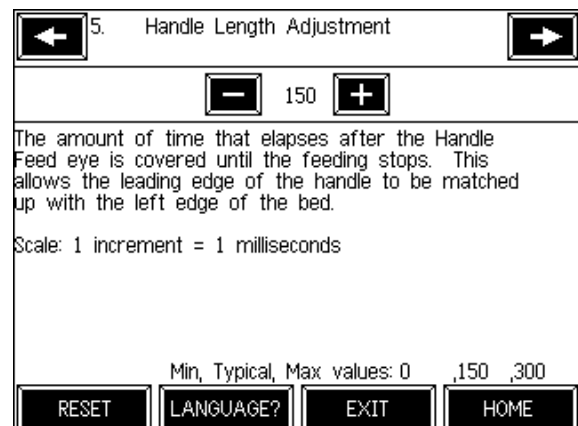 5. Handle Length Adjustment
150
The amount of time that elapses after the Handle
Feed eye is covered until the feeding stops. This
allows the leading edge of the handle to be matched
up with the left edge of the bed.
Scale: 1 increment = 1 milliseconds
Min, Typical, Max values: 0 ,150 ,300
RESET LANGUAGE? EXIT HOME